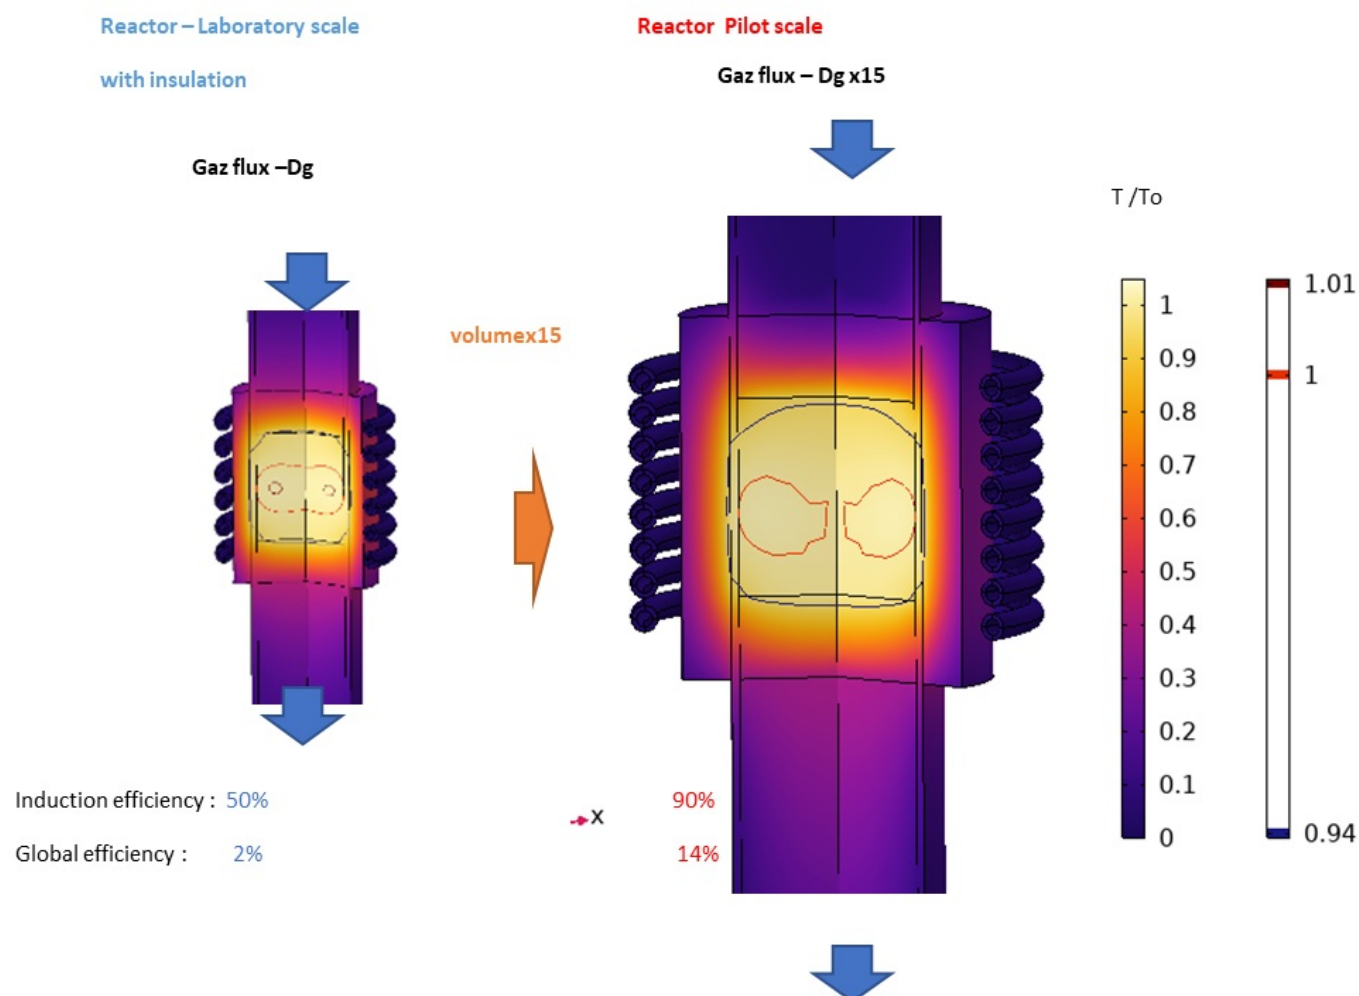 Reactor – Laboratory scale
with insulation
Gaz flux –Dg
Reactor Pilot scale
Gaz flux – Dg x15
volumex15
T /To
1
0.9
0.8
0.7
0.6
0.5
0.4
0.3
0.2
0.1
0
1.01
1
0.94
x
Induction efficiency : 50% 90%
Global efficiency : 2% 14%